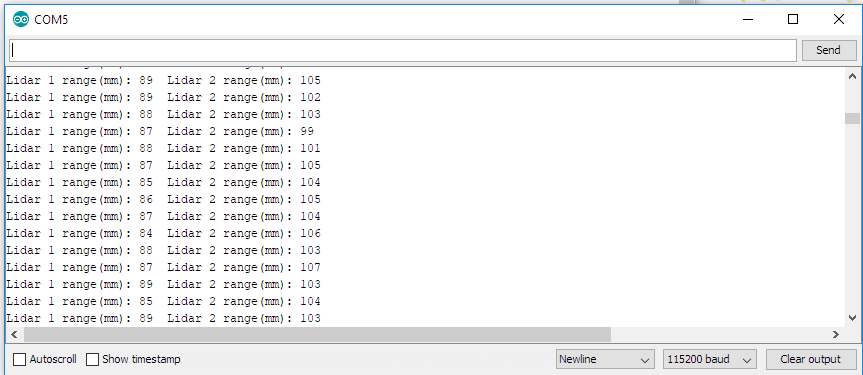 COM5
Send
Lidar 1 range(mm): 89  Lidar 2 range(mm): 105
Lidar 1 range(mm): 89  Lidar 2 range(mm): 102
Lidar 1 range(mm): 88  Lidar 2 range(mm): 103
Lidar 1 range(mm): 87  Lidar 2 range(mm): 99
Lidar 1 range(mm): 88  Lidar 2 range(mm): 101
Lidar 1 range(mm): 87  Lidar 2 range(mm): 105
Lidar 1 range(mm): 85  Lidar 2 range(mm): 104
Lidar 1 range(mm): 86  Lidar 2 range(mm): 105
Lidar 1 range(mm): 87  Lidar 2 range(mm): 104
Lidar 1 range(mm): 84  Lidar 2 range(mm): 106
Lidar 1 range(mm): 88  Lidar 2 range(mm): 103
Lidar 1 range(mm): 87  Lidar 2 range(mm): 107
Lidar 1 range(mm): 89  Lidar 2 range(mm): 103
Lidar 1 range(mm): 85  Lidar 2 range(mm): 104
Lidar 1 range(mm): 89  Lidar 2 range(mm): 103
Autoscroll Show timestamp Newline 115200 baud Clear output